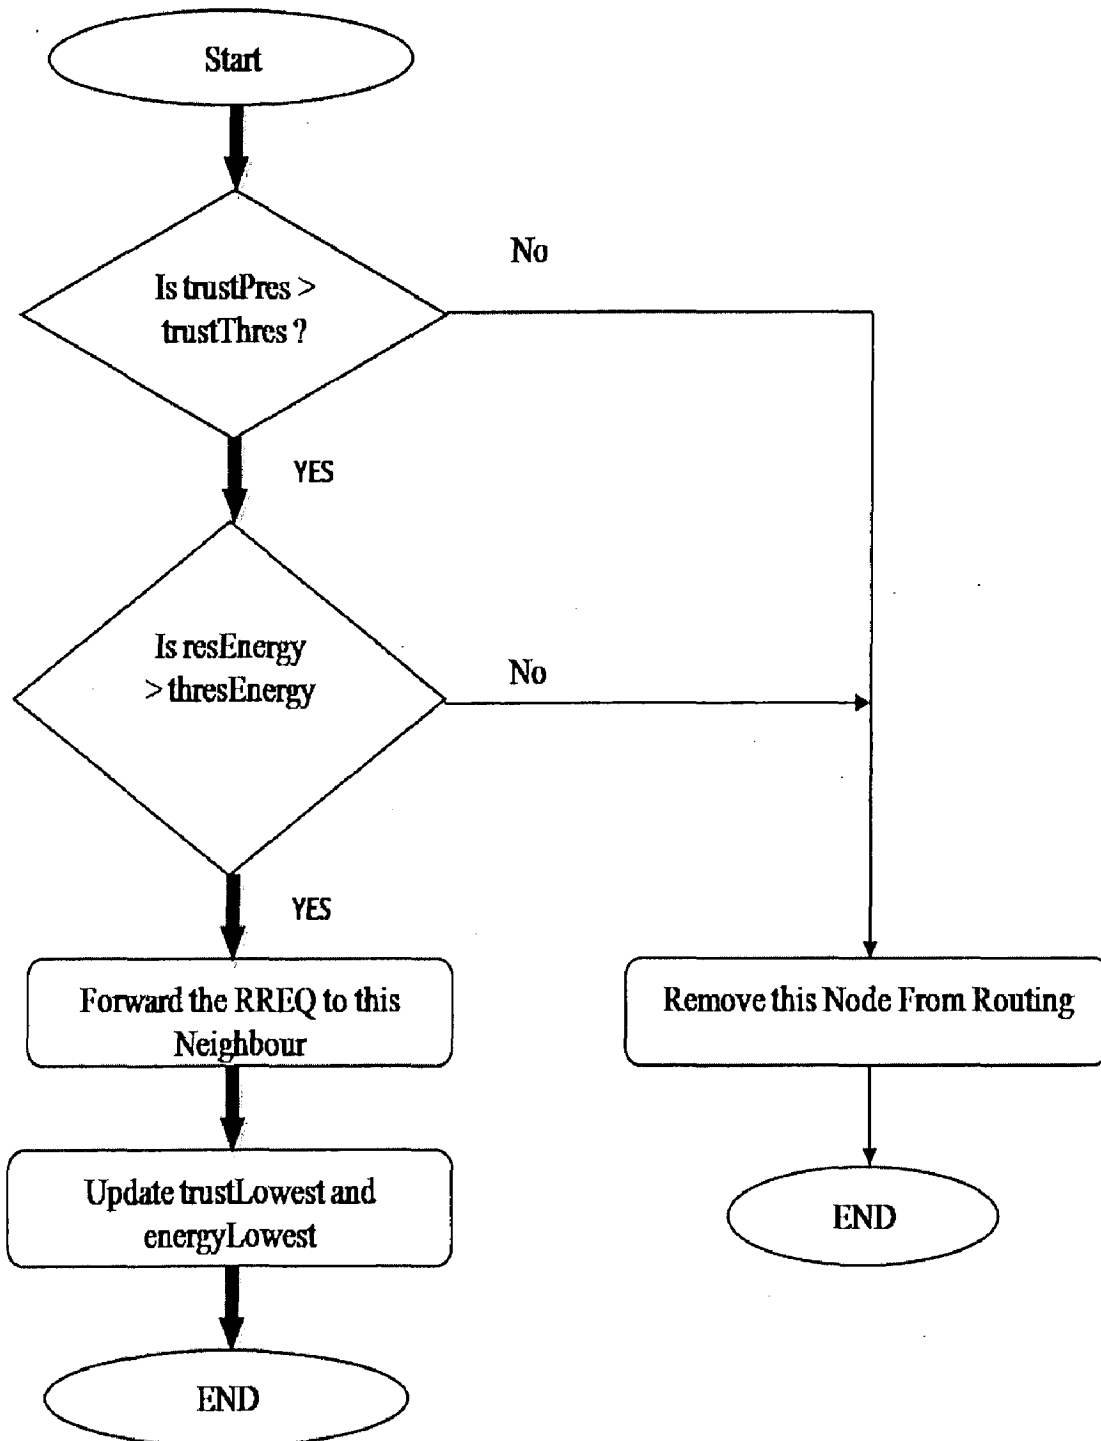 Start
Is trustPres >
trustThres ?
No
YES
Is resEnergy
> thresEnergy
No
YES
Forward the RREQ to this
Neighbour
Remove this Node From Routing
Update trustLowest and
energyLowest
END
END